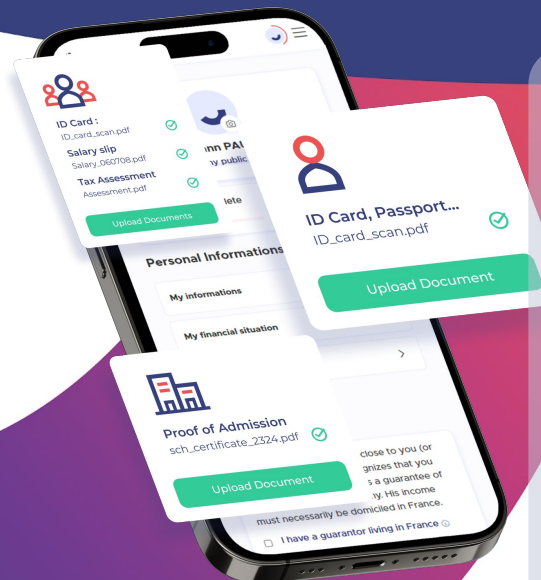 ID Card :
ID_card_scan.pdf
Salary slip
Salary_060708.pdf
Tax Assessment
Assessment.pdf
Upload Documents
ID Card, Passport...
ID_card_scan.pdf
Upload Document
Personal Informations
My informations
My financial situation
Proof of Admission
sch_certificate_2324.pdf
Upload Document
close to you (or
that you
s a guarantee of
His income
must necessarily be domiciled in France.
I have a guarantor living in France